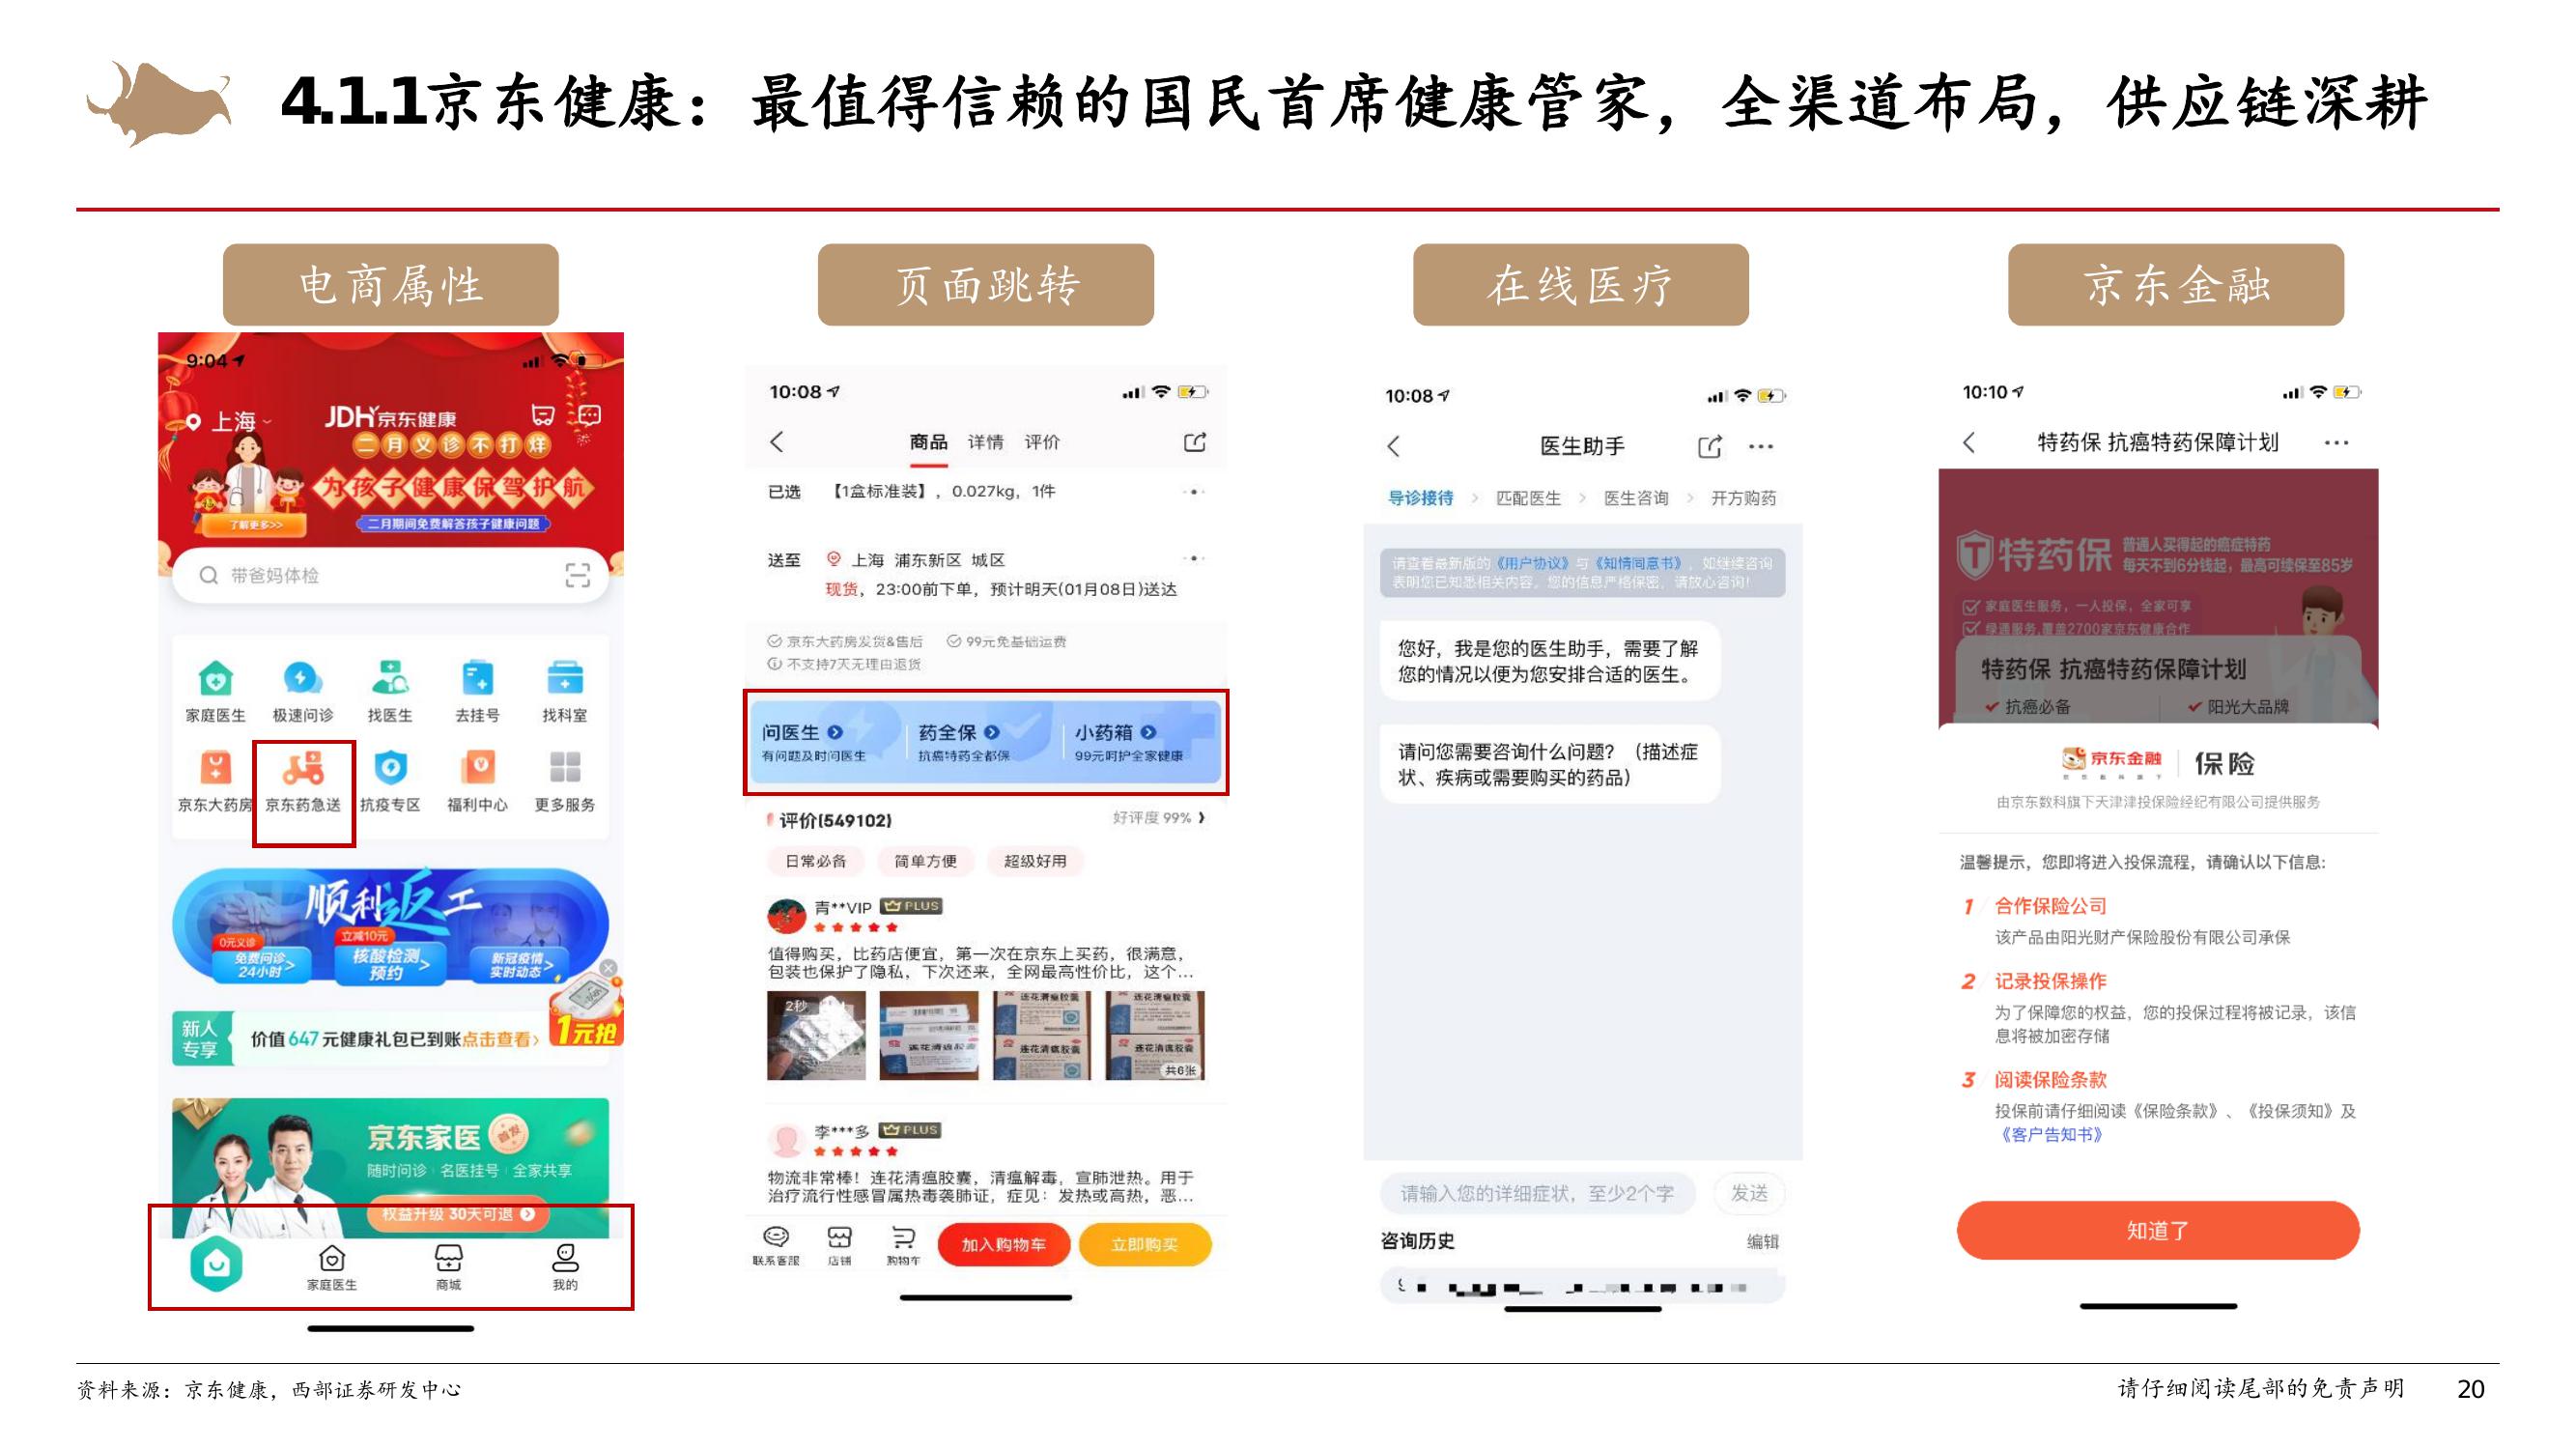 4.1.1京东健康：最值得信赖的国民首席健康管家，全渠道布局，供应链深耕
电商属性
9:04
上海
JDH京东健康
二月义诊不打烊
为孩子健康保驾护航
了解更多>>
二月期间免费解答孩子健康问题
带爸妈体检
家庭医生 极速问诊 找医生 去挂号 找科室
京东大药房 京东药急送 抗疫专区 福利中心 更多服务
顺利返工
0元义诊
免费问诊
24小时>
立减10元
核酸检测
预约 >
新冠疫情
实时动态>
新人
专享
价值647元健康礼包已到账点击查看>
1元抢
京东家医 首发
随时问诊 名医挂号 全家共享
权益升级 30天可退
家庭医生 商城 我的
页面跳转
10:08
商品 详情 评价
已选 【1盒标准装】, 0.027kg, 1件
送至 上海 浦东新区 城区
现货, 23:00前下单, 预计明天(01月08日)送达
京东大药房发货&售后 99元免基础运费
不支持7天无理由退货
问医生 药全保 小药箱
有问题及时问医生 抗癌特药全都保 99元呵护全家健康
评价(549102) 好评度 99%
日常必备 简单方便 超级好用
青**VIP PLUS
值得购买，比药店便宜，第一次在京东上买药，很满意，
包装也保护了隐私，下次还来，全网最高性价比，这个...
2秒
连花清瘟胶囊
连花清瘟胶囊
连花清瘟胶囊
连花清瘟胶囊
连花清瘟胶囊
共6张
李***多 PLUS
物流非常棒！连花清瘟胶囊，清瘟解毒，宣肺泄热。用于
治疗流行性感冒属热毒袭肺证，症见：发热或高热，恶...
联系客服 店铺 购物车 加入购物车 立即购买
在线医疗
10:08
医生助手
导诊接待 > 匹配医生 > 医生咨询 > 开方购药
请查看最新版的《用户协议》与《知情同意书》，如继续咨询
表明您已知悉相关内容。您的信息严格保密，请放心咨询！
您好，我是您的医生助手，需要了解
您的情况以便为您安排合适的医生。
请问您需要咨询什么问题？（描述症
状、疾病或需要购买的药品）
请输入您的详细症状，至少2个字 发送
咨询历史 编辑
京东金融
10:10
特药保 抗癌特药保障计划
特药保
普通人买得起的癌症特药
每天不到6分钱起，最高可续保至85岁
家庭医生服务，一人投保，全家可享
绿通服务,覆盖2700家京东健康合作
特药保 抗癌特药保障计划
抗癌必备 阳光大品牌
京东金融 保险
由京东数科旗下天津津投保险经纪有限公司提供服务
温馨提示，您即将进入投保流程，请确认以下信息:
1 合作保险公司
该产品由阳光财产保险股份有限公司承保
2 记录投保操作
为了保障您的权益，您的投保过程将被记录，该信
息将被加密存储
3 阅读保险条款
投保前请仔细阅读《保险条款》、《投保须知》及
《客户告知书》
知道了
资料来源：京东健康，西部证券研发中心
请仔细阅读尾部的免责声明 20